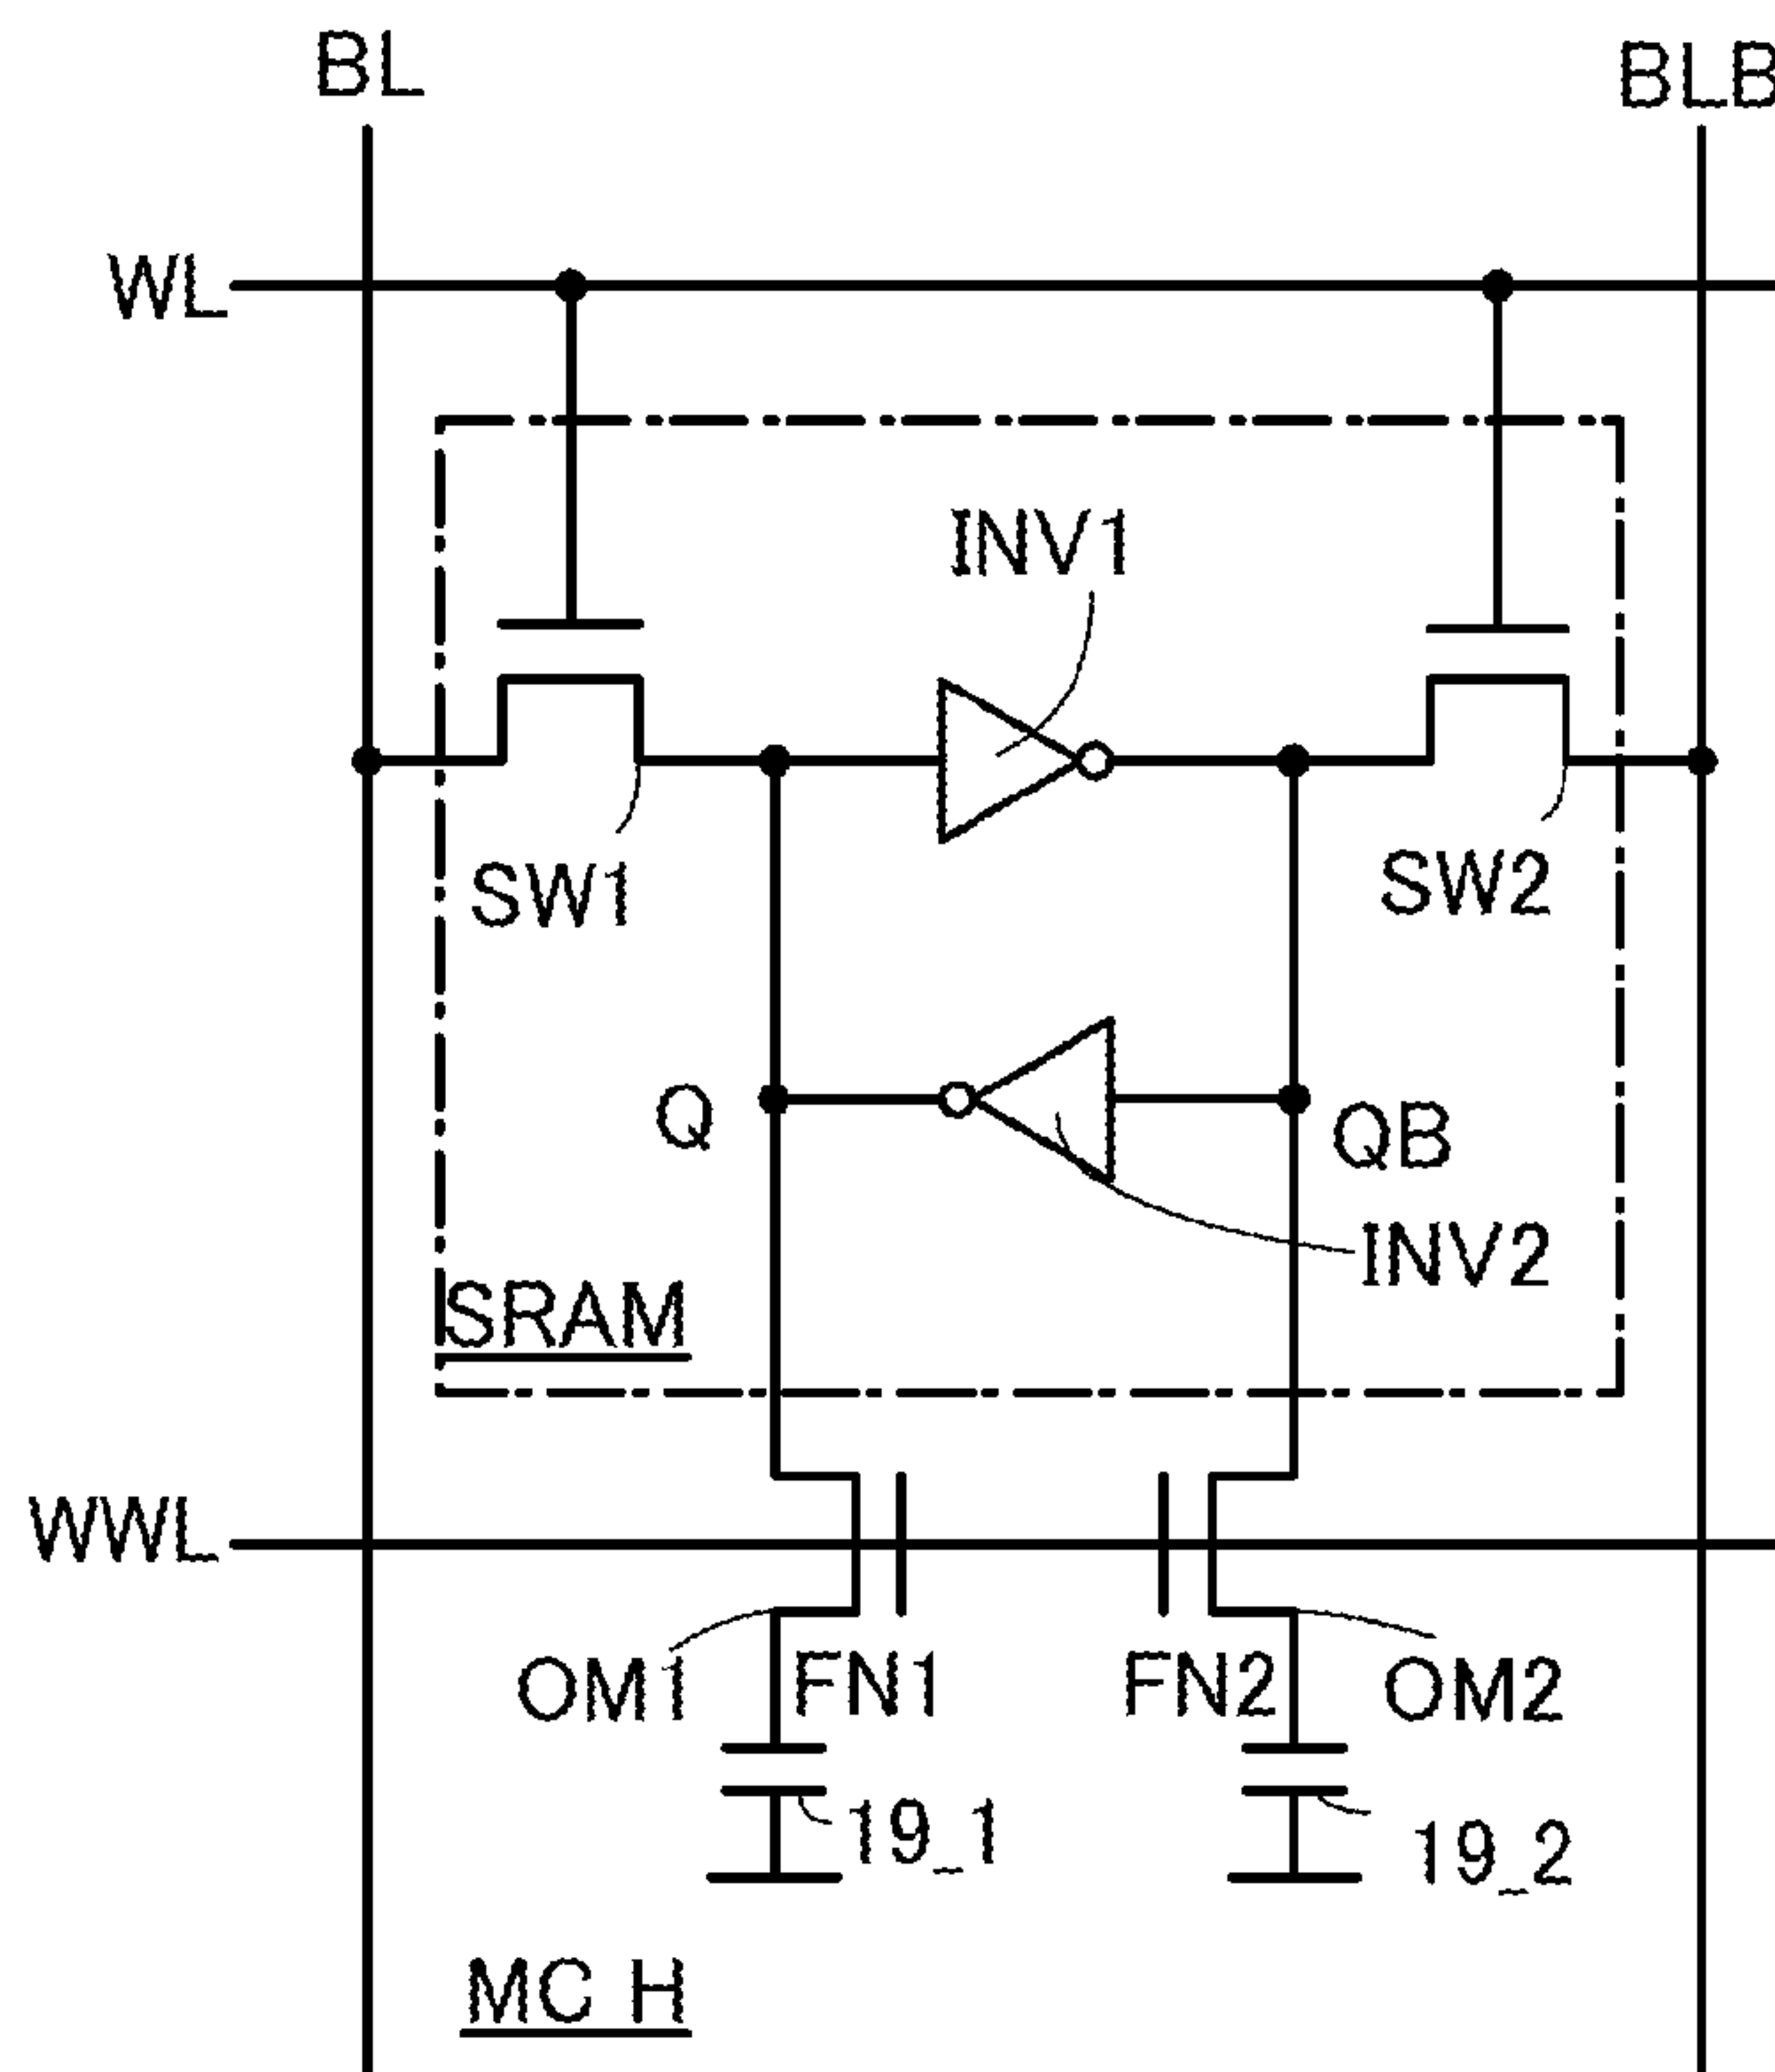 BL
BLB
WL
INV1
SW1
SW2
Q
QB
INV2
SRAM
WWL
OM1
FN1
FN2
OM2
19_1
19_2
MC H